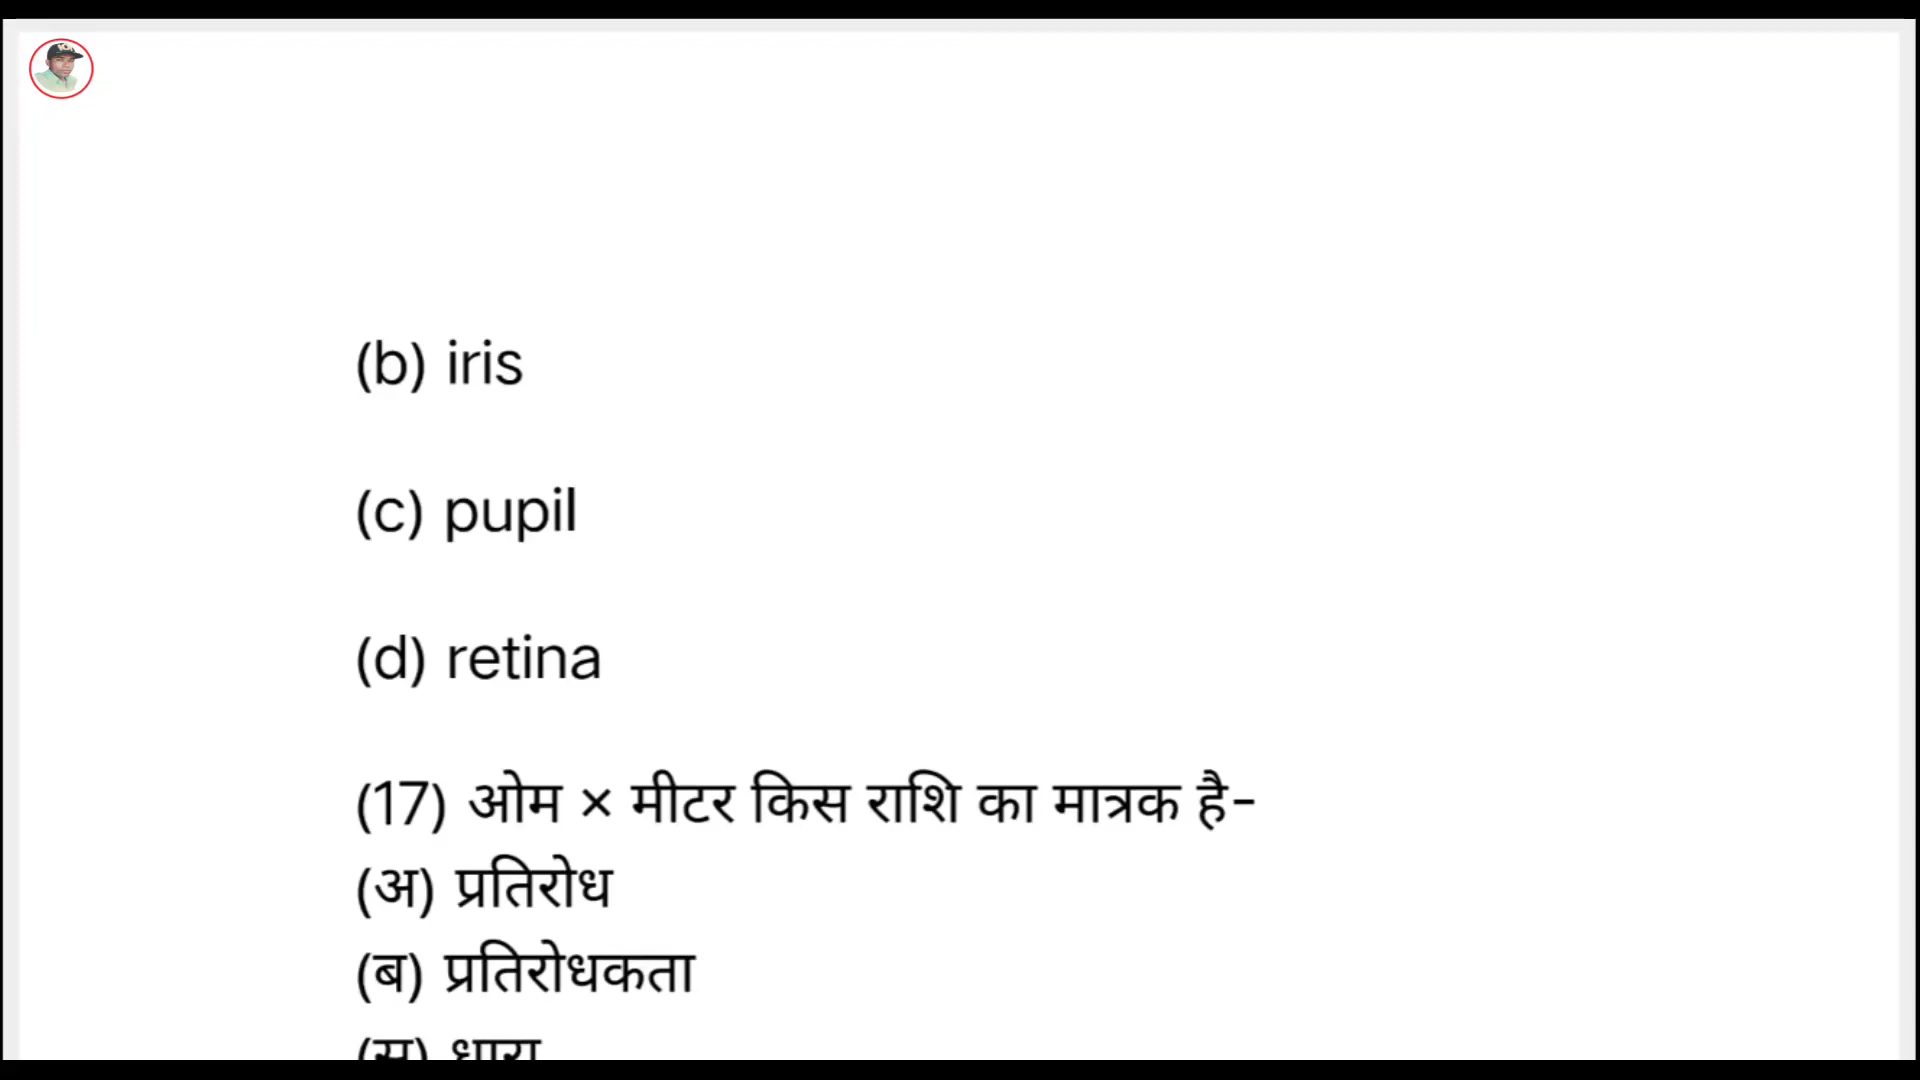 (b) iris
(c) pupil
(d) retina
(17) ओम × मीटर किस राशि का मात्रक है-
(अ) प्रतिरोध
(ब) प्रतिरोधकता
(स) धारा